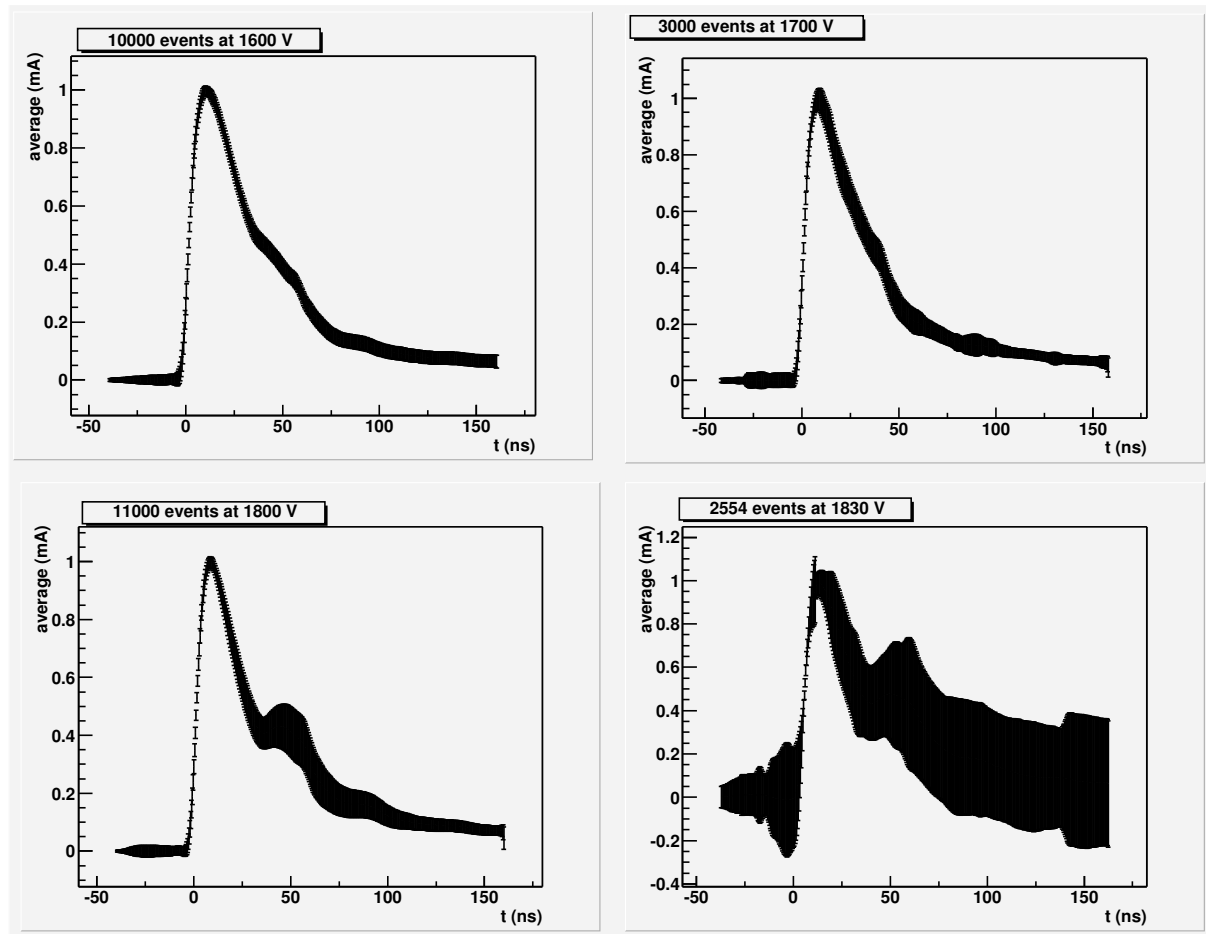 10000 events at 1600 V
average (mA)
1
0.8
0.6
0.4
0.2
0
-50 0 50 100 150
t (ns)
3000 events at 1700 V
average (mA)
1
0.8
0.6
0.4
0.2
0
-50 0 50 100 150
t (ns)
11000 events at 1800 V
average (mA)
1
0.8
0.6
0.4
0.2
0
-50 0 50 100 150
t (ns)
2554 events at 1830 V
average (mA)
1.2
1
0.8
0.6
0.4
0.2
0
-0.2
-0.4
-50 0 50 100 150
t (ns)